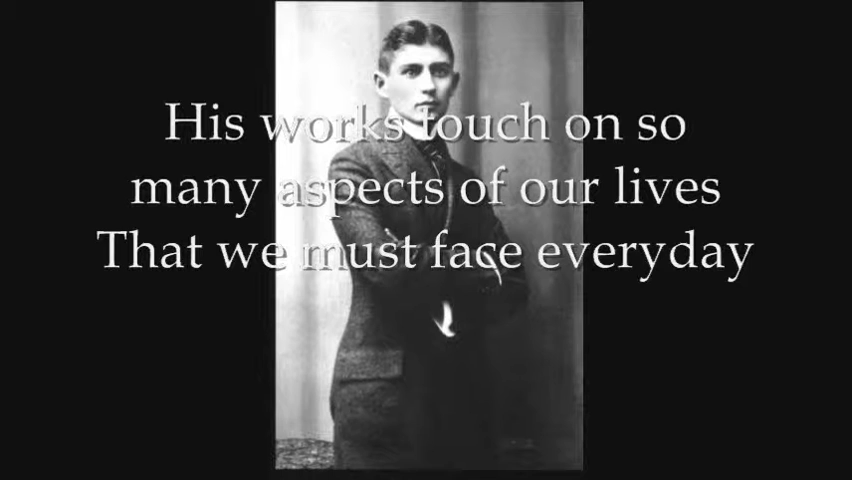 His works touch on so
many aspects of our lives
That we must face everyday